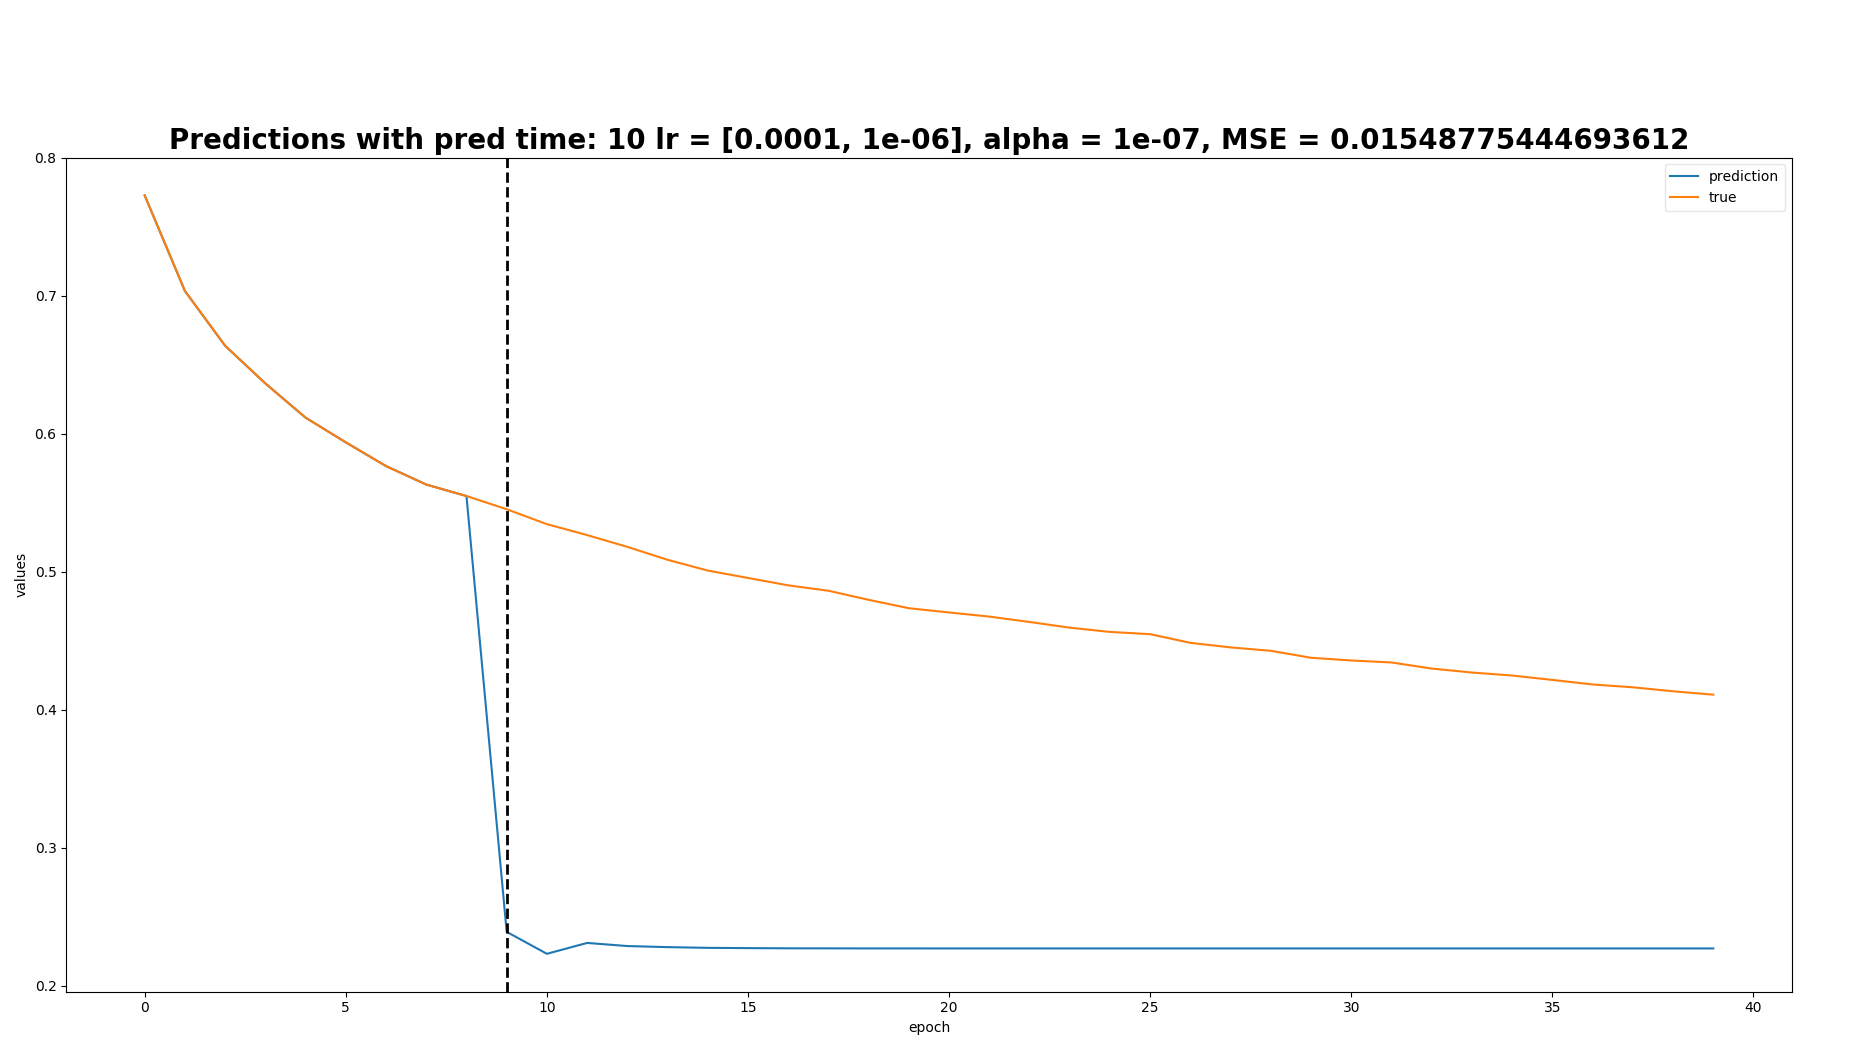 Predictions with pred time: 10 lr = [0.0001, 1e-06], alpha = 1e-07, MSE = 0.01548775444693612
prediction
true
0.8
0.7
0.6
0.5
0.4
0.3
0.2
values
0 5 10 15 20 25 30 35 40
epoch